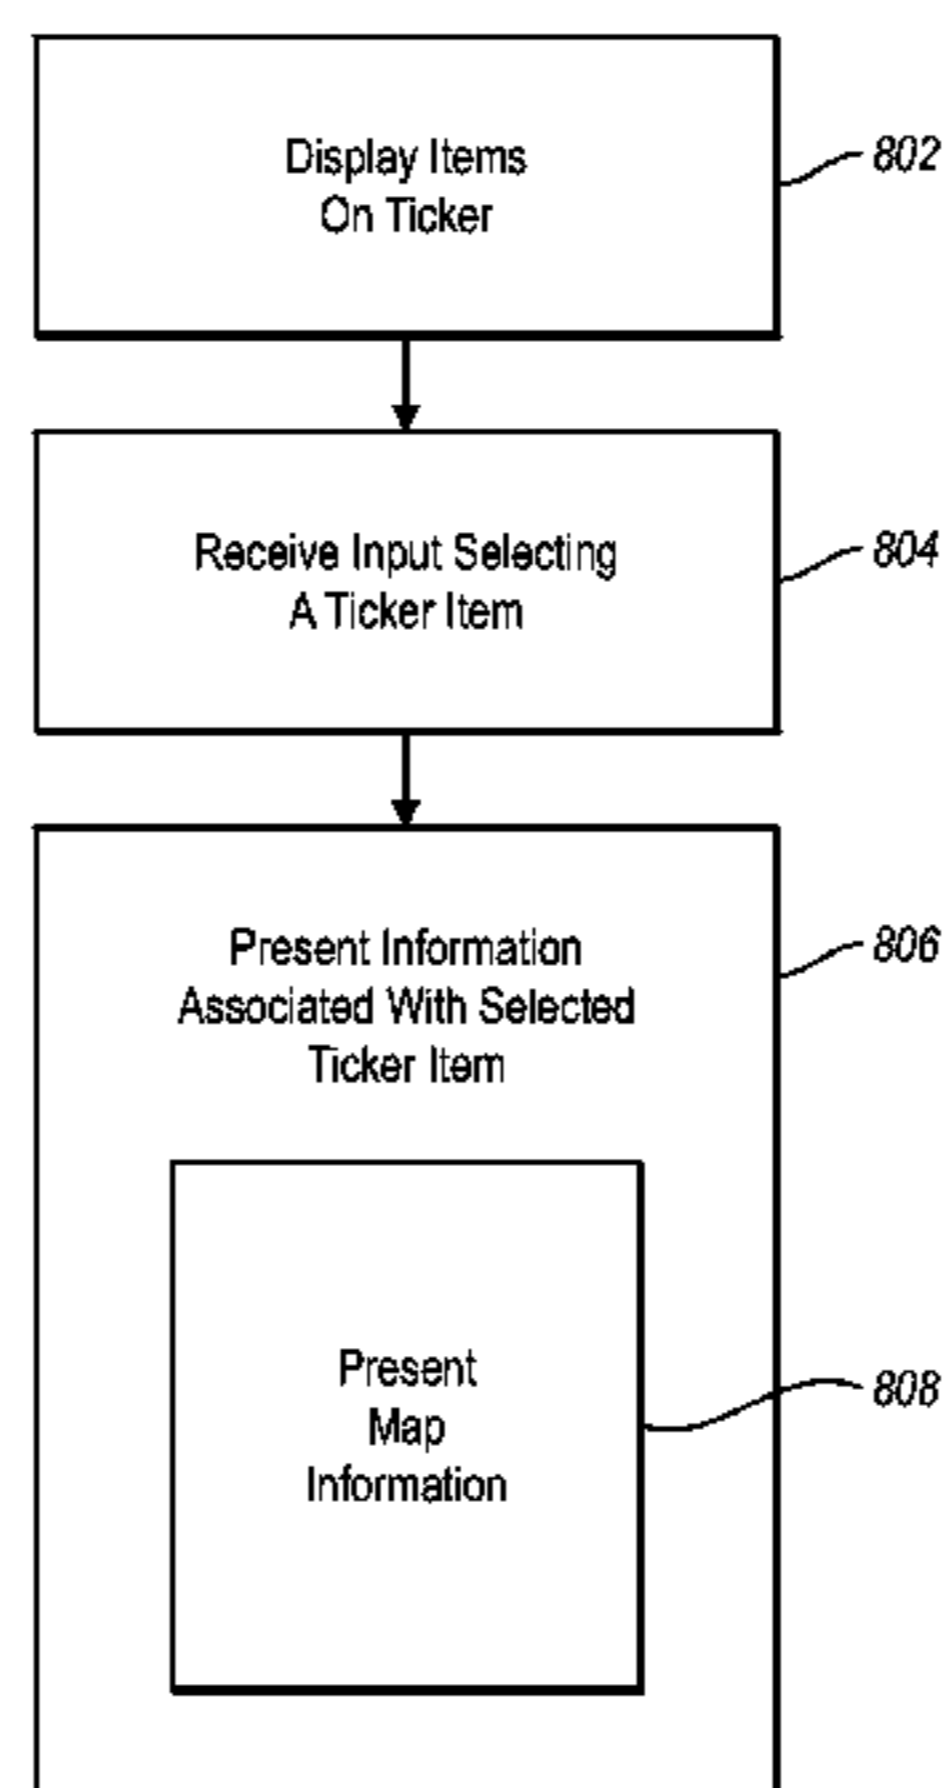 Display Items
On Ticker
802
Receive Input Selecting
A Ticker Item
804
Present Information
Associated With Selected
Ticker Item
806
Present
Map
Information
808